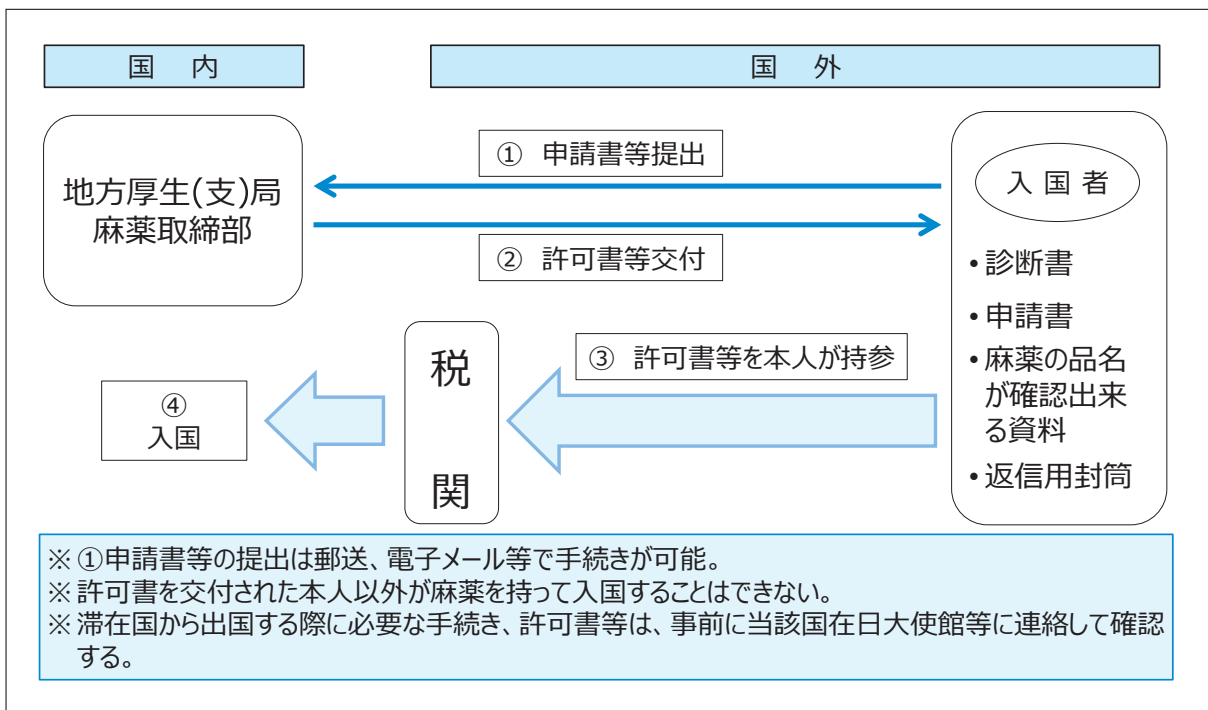 国 内
国 外
① 申請書等提出
地方厚生(支)局
麻薬取締部
② 許可書等交付
入 国 者
• 診断書
• 申請書
• 麻薬の品名
が確認出来
る資料
• 返信用封筒
③ 許可書等を本人が持参
税
関
④
入国
※ ①申請書等の提出は郵送、電子メール等で手続きが可能。
※ 許可書を交付された本人以外が麻薬を持って入国することはできない。
※ 滞在国から出国する際に必要な手続き、許可書等は、事前に当該国在日大使館等に連絡して確認
する。